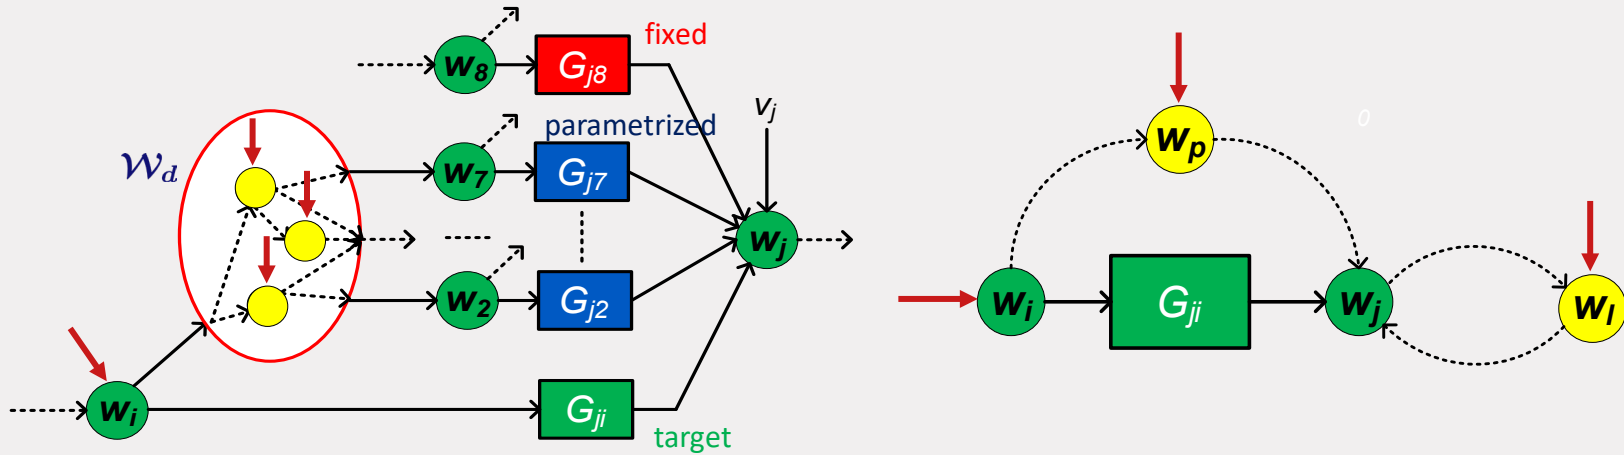 w8
Gj8
fixed
vj
parametrized
Wd
w7
Gj7
wj
w2
Gj2
wi
Gji
target
wp
0
wi
Gji
wj
wl